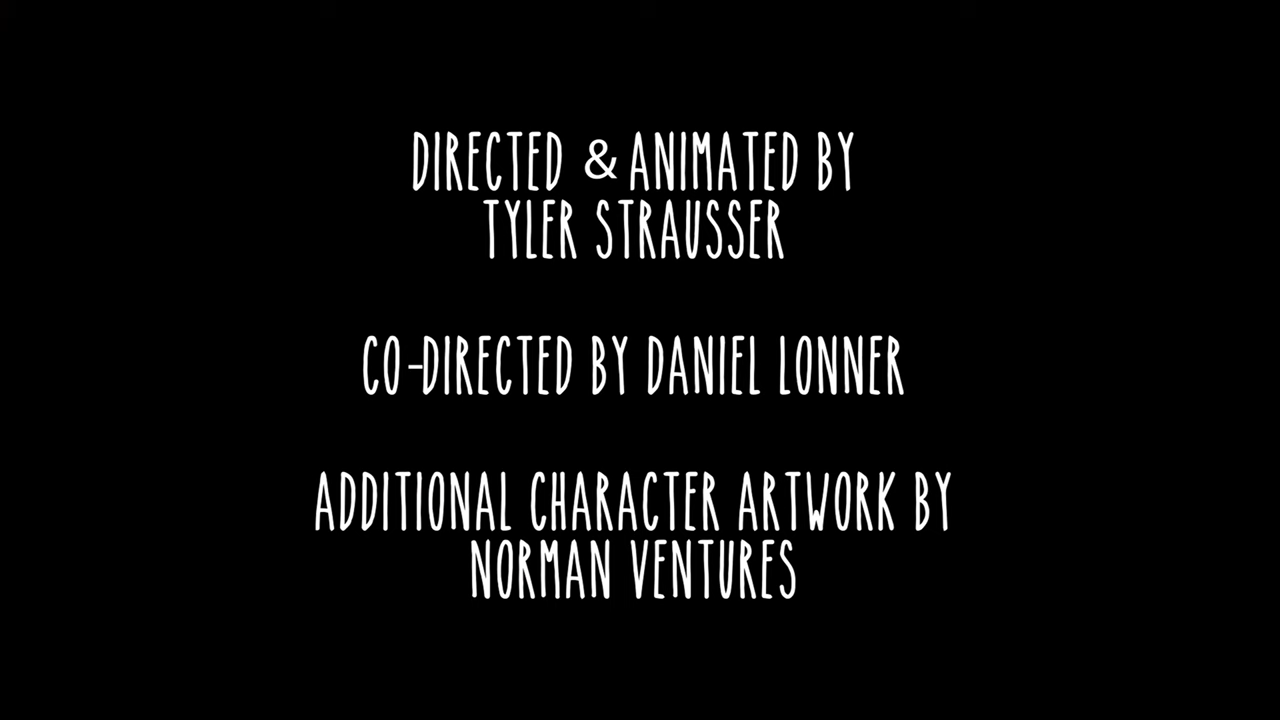 DIRECTED & ANIMATED BY
TYLER STRAUSSER
CO-DIRECTED BY DANIEL LONNER
ADDITIONAL CHARACTER ARTWORK BY
NORMAN VENTURES